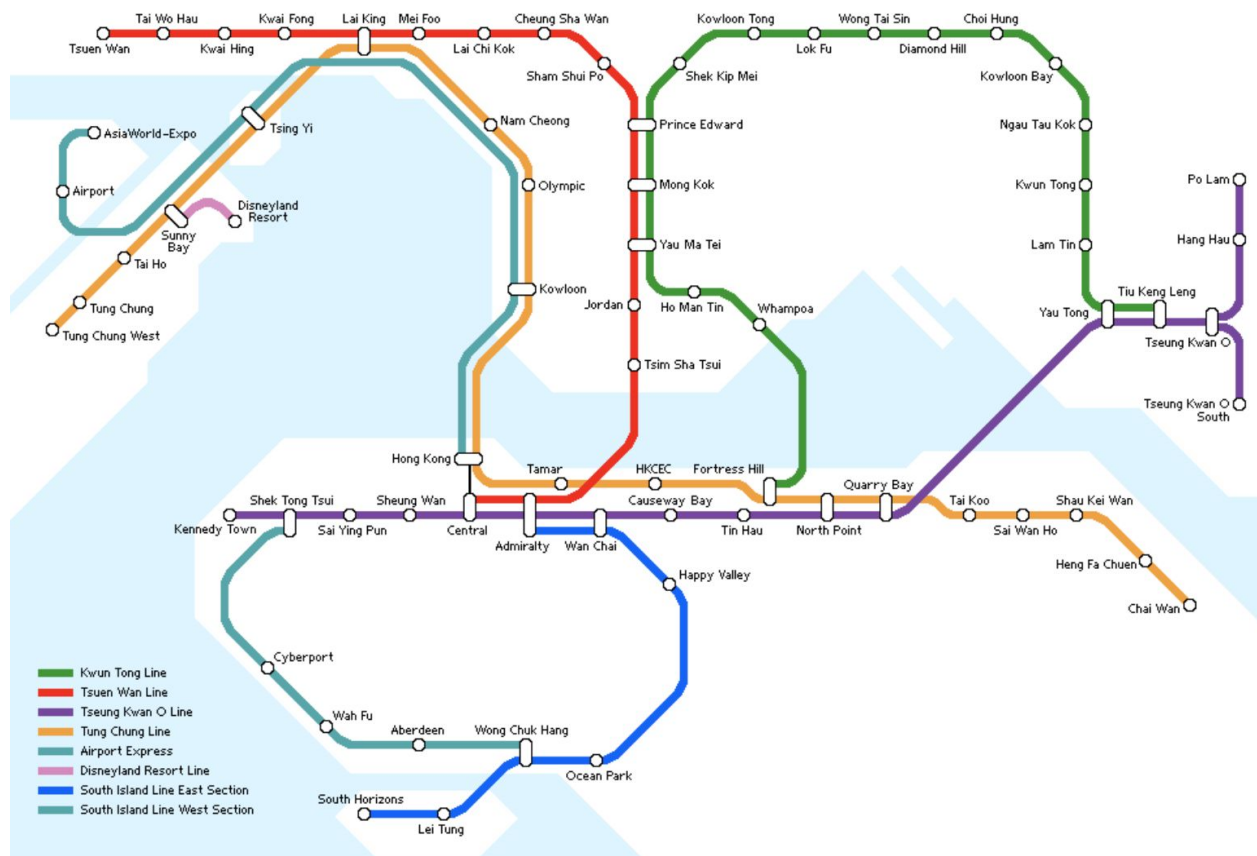 Tai Wo Hau
Kwai Fong
Lai King
Mei Foo
Cheung Sha Wan
Kowloon Tong
Wong Tai Sin
Choi Hung
Tsuen Wan
Kwai Hing
Lai Chi Kok
Lok Fu
Diamond Hill
Sham Shui Po
Shek Kip Mei
Kowloon Bay
AsiaWorld-Expo
Tsing Yi
Nam Cheong
Prince Edward
Ngau Tau Kok
Airport
Olympic
Mong Kok
Kwun Tong
Po Lam
Disneyland
Resort
Sunny
Bay
Yau Ma Tei
Lam Tin
Hang Hau
Tai Ho
Kowloon
Jordan
Ho Man Tin
Whampoa
Tiu Keng Leng
Yau Tong
Tung Chung
Tung Chung West
Tseung Kwan O
Tsim Sha Tsui
Tseung Kwan O
South
Hong Kong
Tamar
HKCEC
Fortress Hill
Shek Tong Tsui
Sheung Wan
Causeway Bay
Quarry Bay
Tai Koo
Shau Kei Wan
Kennedy Town
Sai Ying Pun
Central
Admiralty
Wan Chai
Tin Hau
North Point
Sai Wan Ho
Happy Valley
Heng Fa Chuen
Chai Wan
Cyberport
Wah Fu
Aberdeen
Wong Chuk Hang
Ocean Park
South Horizons
Lei Tung
Kwun Tong Line
Tsuen Wan Line
Tseung Kwan O Line
Tung Chung Line
Airport Express
Disneyland Resort Line
South Island Line East Section
South Island Line West Section